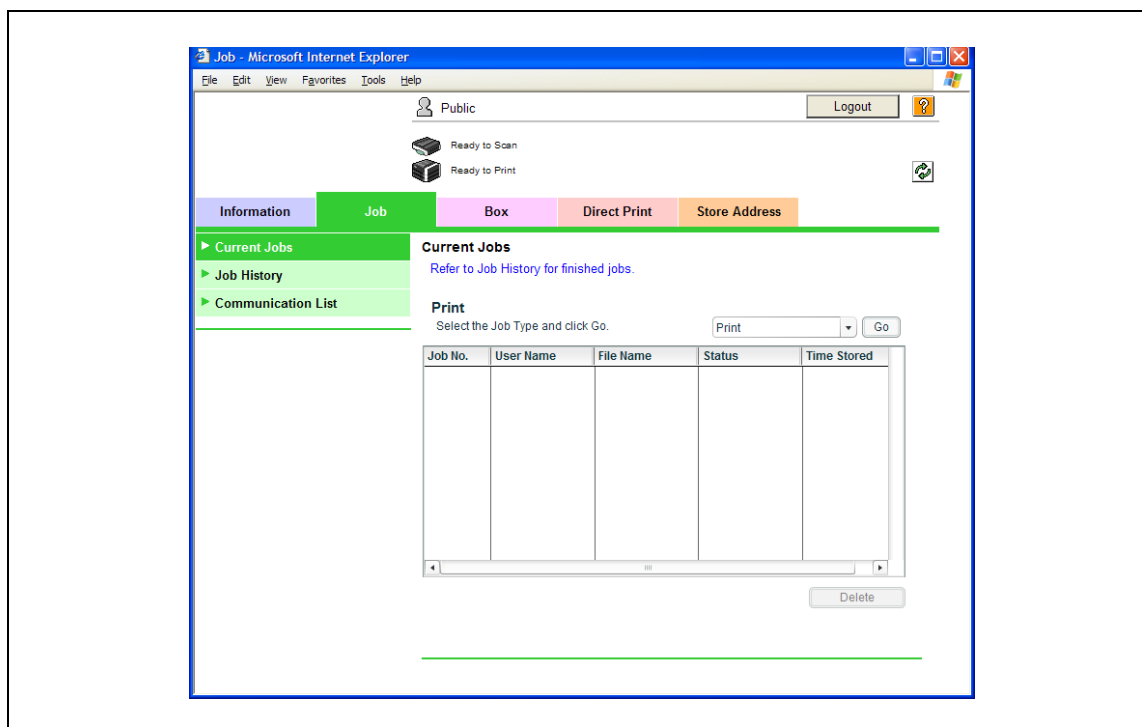 Job - Microsoft Internet Explorer
File Edit View Favorites Tools Help
Public Logout ?
Ready to Scan
Ready to Print
Information Job Box Direct Print Store Address
Current Jobs
Job History
Communication List
Current Jobs
Refer to Job History for finished jobs.
Print
Select the Job Type and click Go. Print Go
Job No. User Name File Name Status Time Stored
Delete